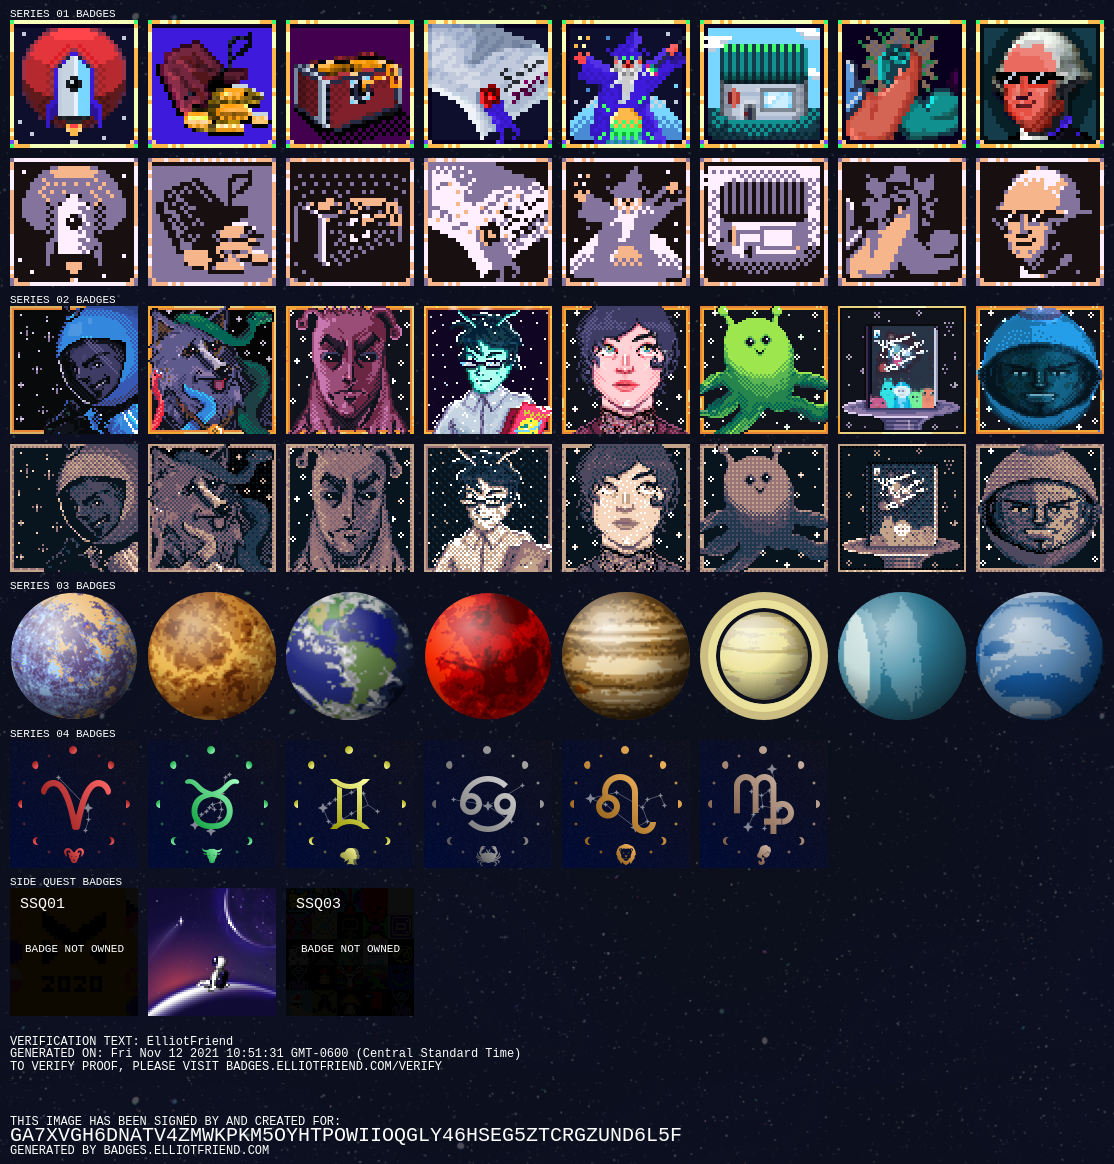 SERIES 01 BADGES
SERIES 02 BADGES
SERIES 03 BADGES
SERIES 04 BADGES
SIDE QUEST BADGES
SSQ01
SSQ03
BADGE NOT OWNED
BADGE NOT OWNED
2020
VERIFICATION TEXT: ElliotFriend
GENERATED ON: Fri Nov 12 2021 10:51:31 GMT-0600 (Central Standard Time)
TO VERIFY PROOF, PLEASE VISIT BADGES.ELLIOTFRIEND.COM/VERIFY
THIS IMAGE HAS BEEN SIGNED BY AND CREATED FOR:
GA7XVGH6DNATV4ZMWKPKM5OYHTPOWIIOQGLY46HSEG5ZTCRGZUND6L5F
GENERATED BY BADGES.ELLIOTFRIEND.COM